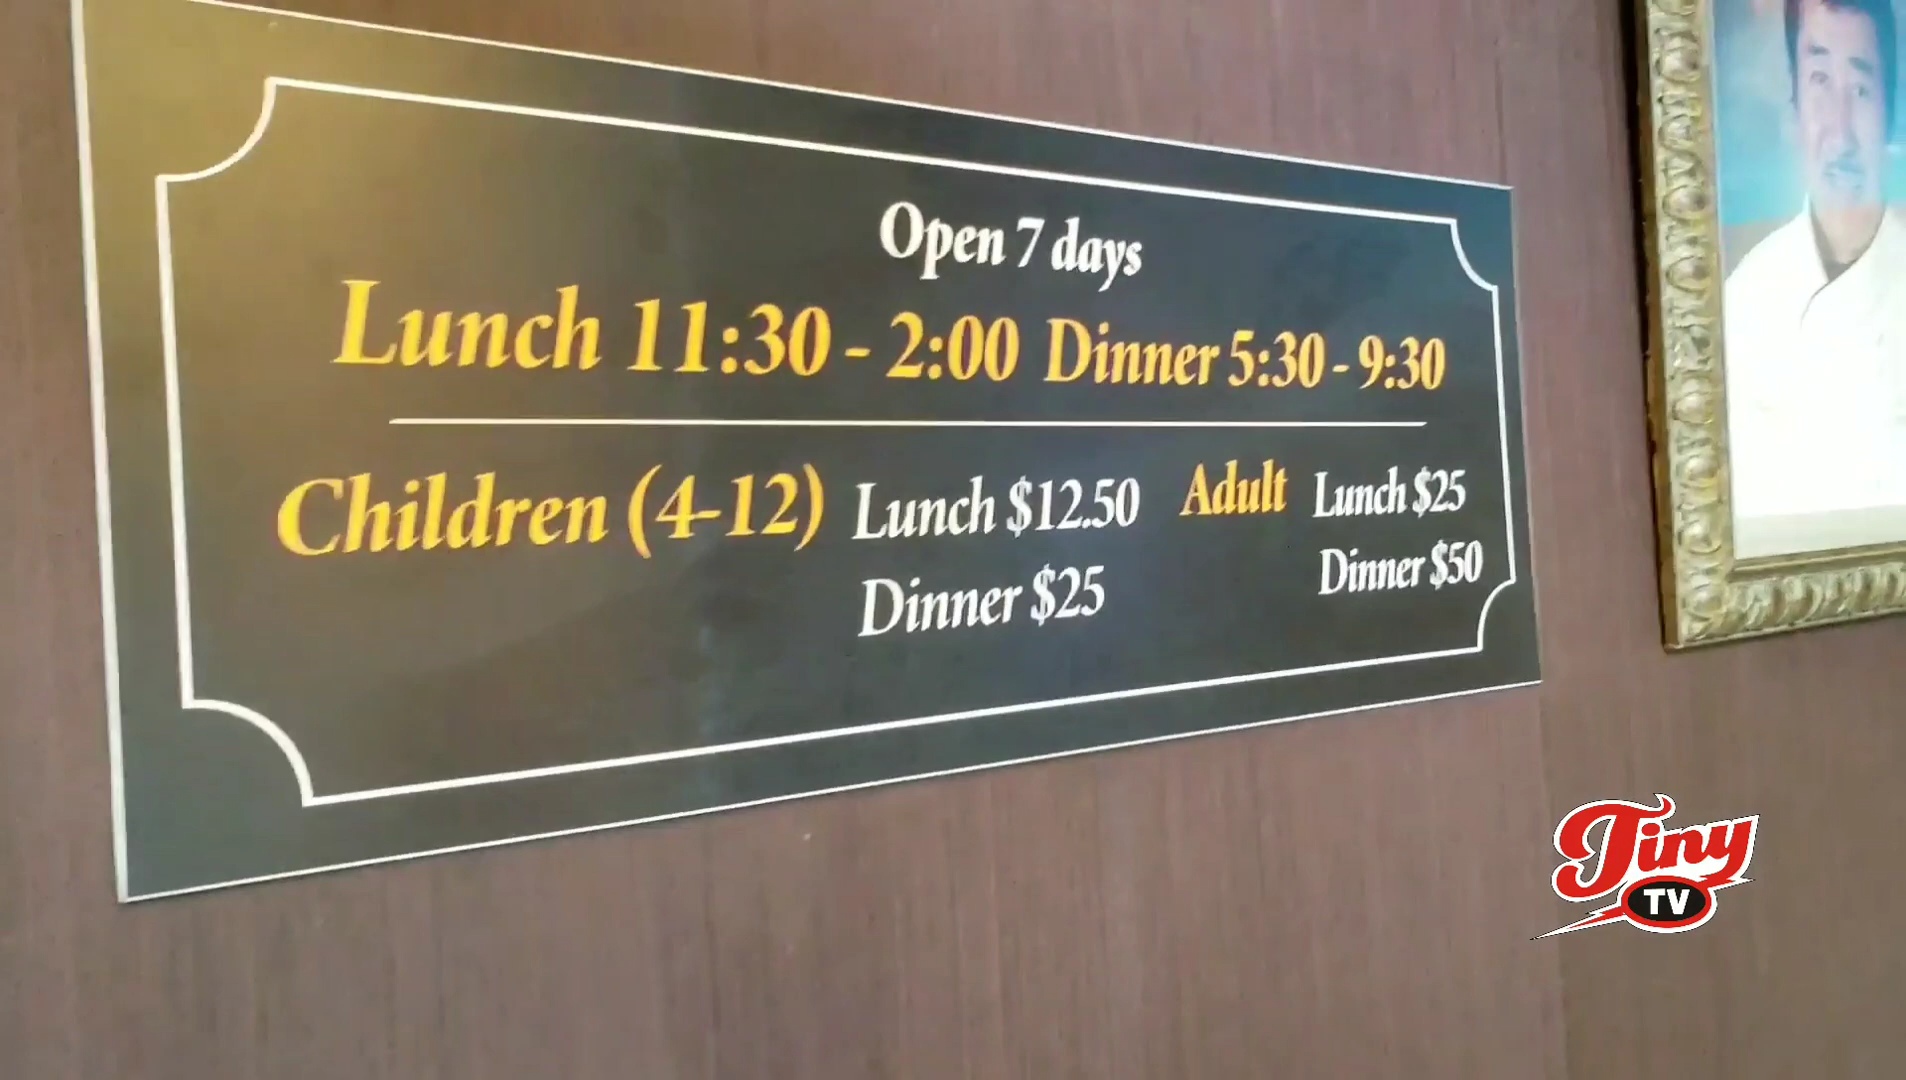 Open 7 days
Lunch 11:30 - 2:00 Dinner 5:30 - 9:30
Children (4-12) Lunch $12.50 Adult Lunch $25
Dinner $25 Dinner $50
Tiny
TV